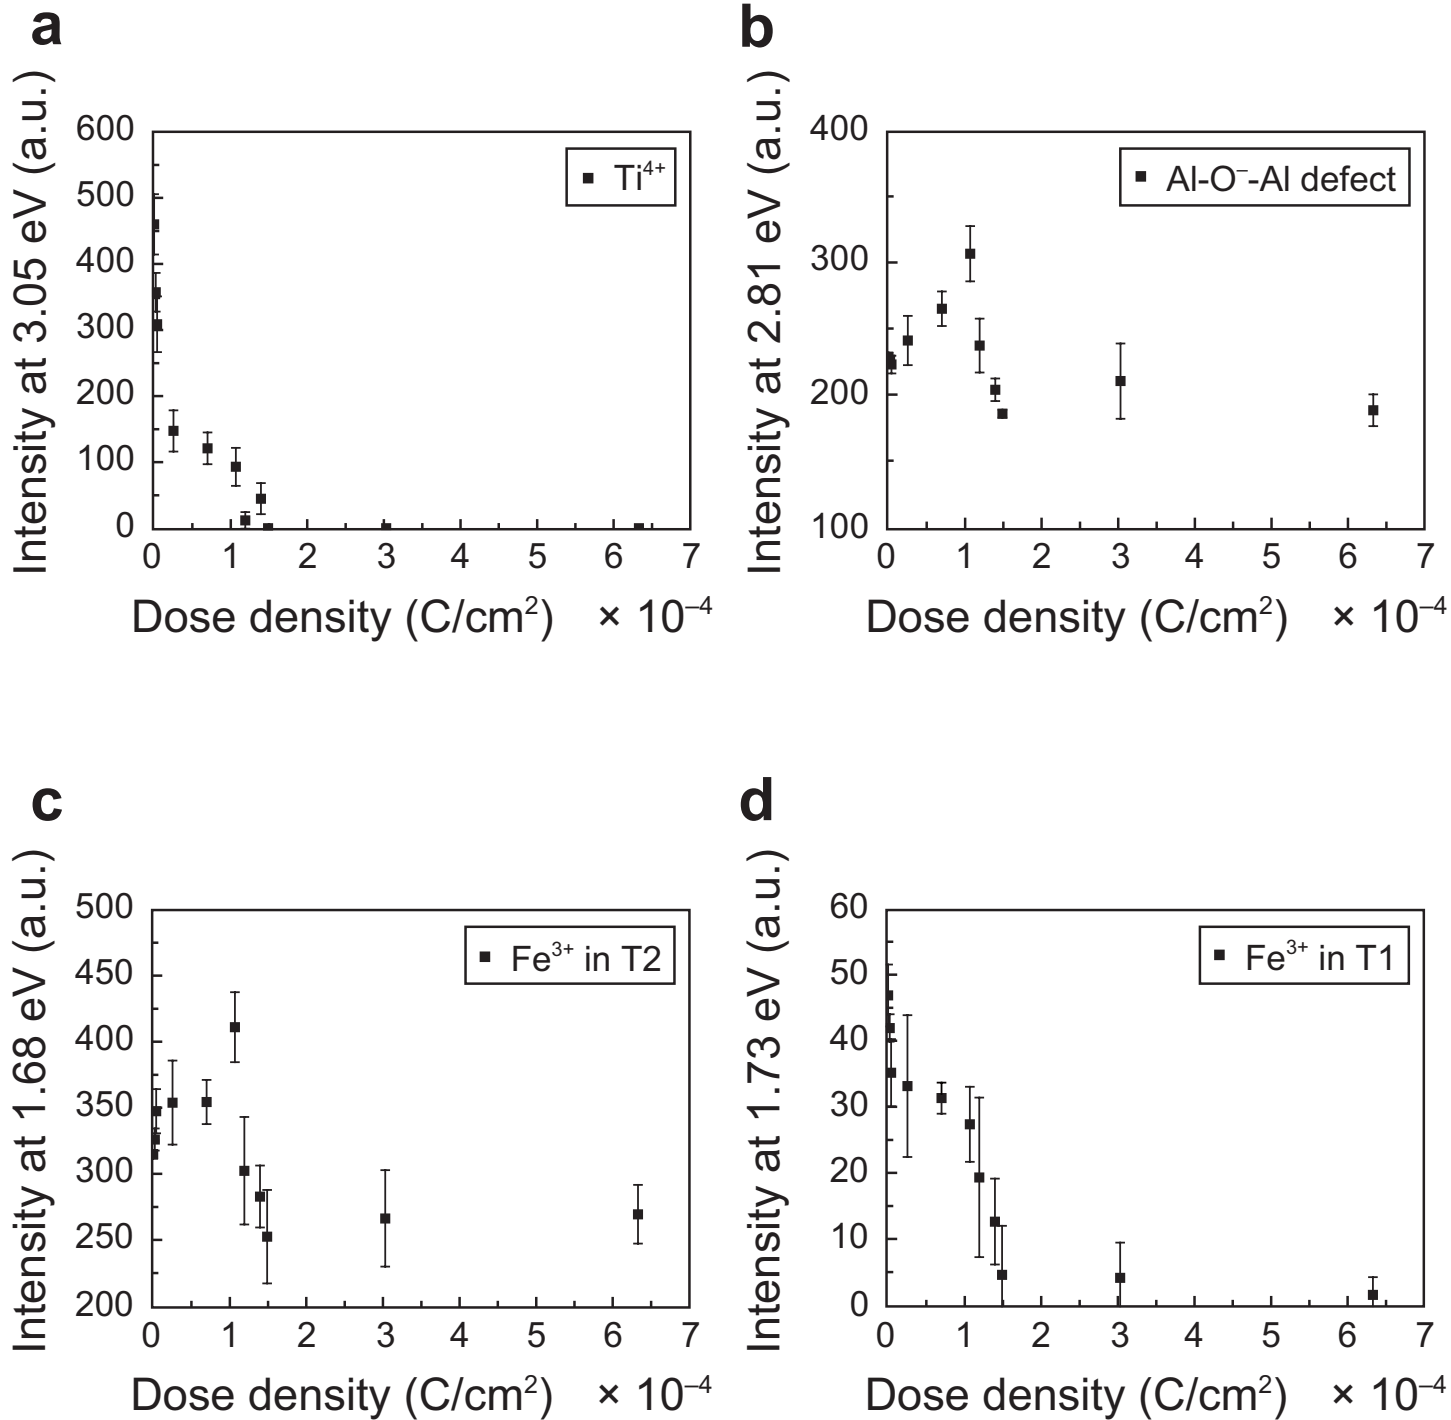 a
Intensity at 3.05 eV (a.u.)
600
500
400
300
200
100
0
Ti⁴⁺
0 1 2 3 4 5 6 7
Dose density (C/cm²) × 10⁻⁴
b
Intensity at 2.81 eV (a.u.)
400
300
200
100
Al-O⁻-Al defect
0 1 2 3 4 5 6 7
Dose density (C/cm²) × 10⁻⁴
c
Intensity at 1.68 eV (a.u.)
500
450
400
350
300
250
200
Fe³⁺ in T2
0 1 2 3 4 5 6 7
Dose density (C/cm²) × 10⁻⁴
d
Intensity at 1.73 eV (a.u.)
60
50
40
30
20
10
0
Fe³⁺ in T1
0 1 2 3 4 5 6 7
Dose density (C/cm²) × 10⁻⁴